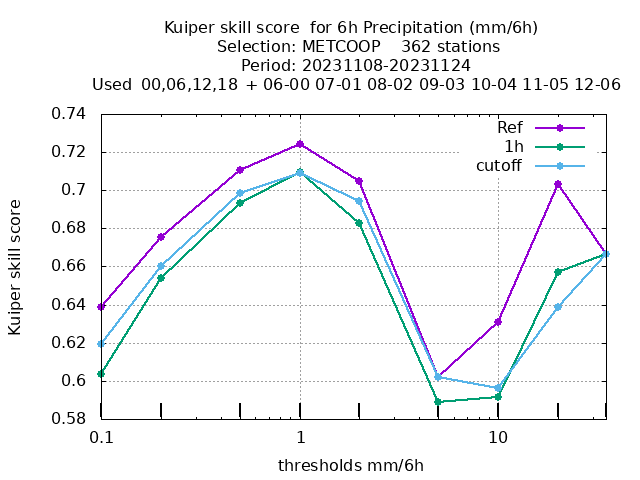 Kuiper skill score  for 6h Precipitation (mm/6h)
Selection: METCOOP    362 stations
Period: 20231108-20231124
Used  00,06,12,18  + 06-00 07-01 08-02 09-03 10-04 11-05 12-06
0.74
0.72
0.7
0.68
0.66
0.64
0.62
0.6
0.58
Kuiper skill score
Ref
1h
cutoff
0.1
1
10
thresholds mm/6h